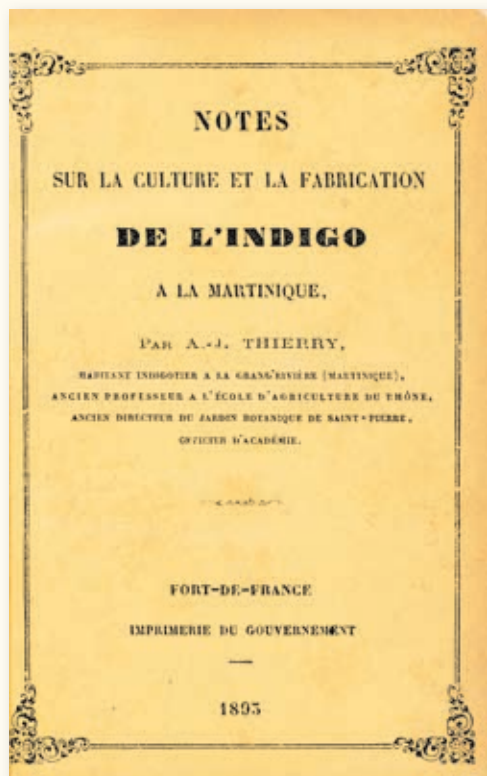 NOTES
SUR LA CULTURE ET LA FABRICATION
DE L'INDIGO
A LA MARTINIQUE,
PAR A.-J. THIERRY,
HABITANT INDIGOTIER A LA GRAND'RIVIÈRE (MARTINIQUE),
ANCIEN PROFESSEUR A L'ÉCOLE D'AGRICULTURE DU RHÔNE,
ANCIEN DIRECTEUR DU JARDIN BOTANIQUE DE SAINT-PIERRE,
OFFICIER D'ACADÉMIE.
FORT-DE-FRANCE
IMPRIMERIE DU GOUVERNEMENT
1893